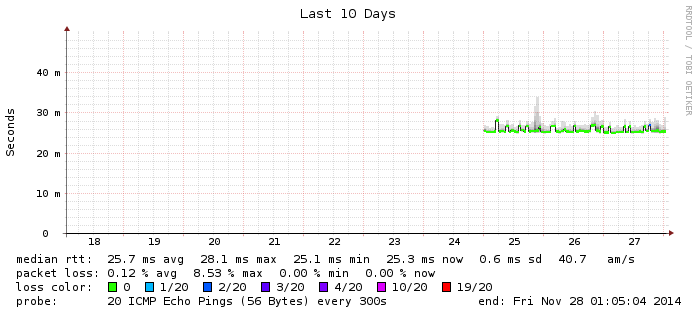 Last 10 Days
RRDTOOL / TOBI OETIKER
Seconds
40 m
30 m
20 m
10 m
0
18 19 20 21 22 23 24 25 26 27
median rtt: 25.7 ms avg 28.1 ms max 25.1 ms min 25.3 ms now 0.6 ms sd 40.7 am/s
packet loss: 0.12 % avg 8.53 % max 0.00 % min 0.00 % now
loss color: 0 1/20 2/20 3/20 4/20 10/20 19/20
probe: 20 ICMP Echo Pings (56 Bytes) every 300s end: Fri Nov 28 01:05:04 2014